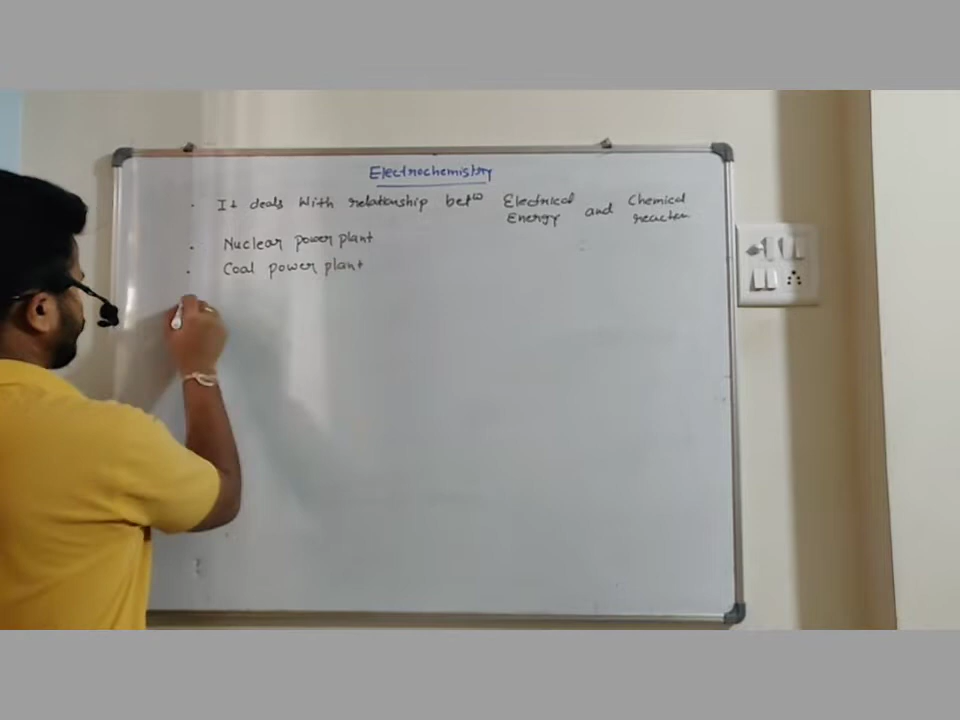 Electrochemistry
• It deals With relationship betⁿ Electrical Energy and Chemical reaction
• Nuclear power plant
• Coal power plant